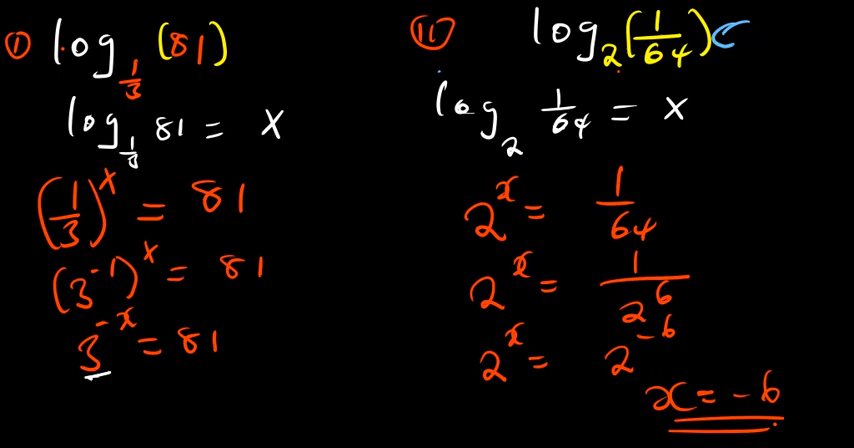 ① log_{1/3} (81)
log_{1/3} 81 = x
(1/3)^x = 81
(3^{-1})^x = 81
3^{-x} = 81
(ii) log_2 (1/64)
log_2 1/64 = x
2^x = 1/64
2^x = 1/2^6
2^x = 2^{-6}
x = -6